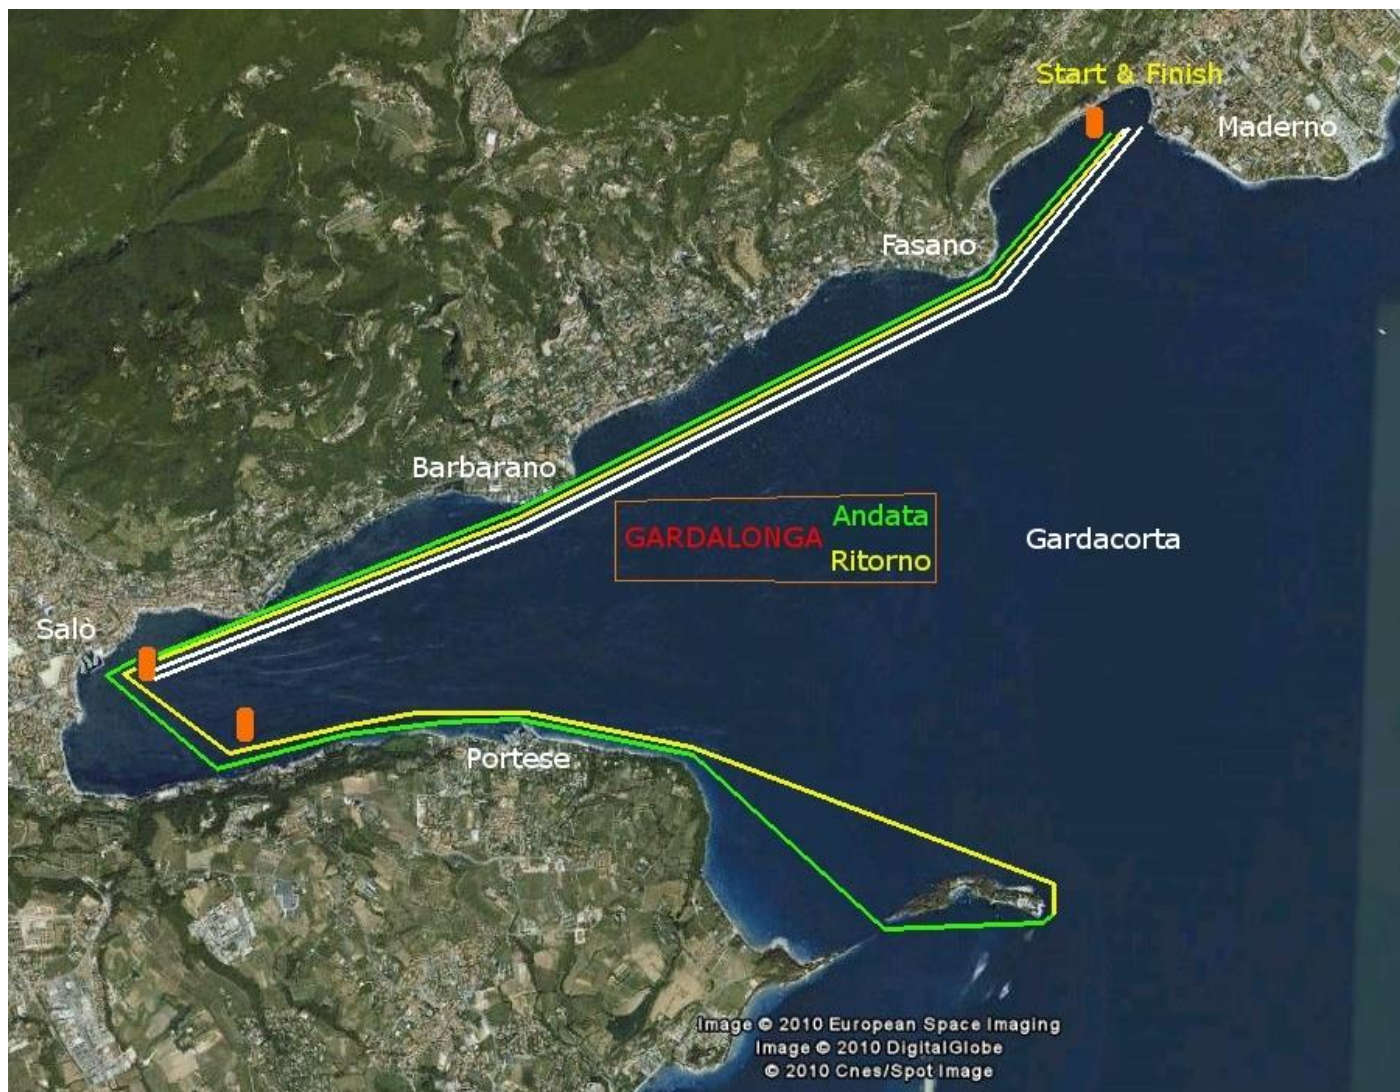 Start & Finish
Maderno
Fasano
Barbarano
Andata
GARDALONGA
Ritorno
Gardacorta
Salò
Portese
Image © 2010 European Space Imaging
Image © 2010 DigitalGlobe
© 2010 Cnes/Spot Image